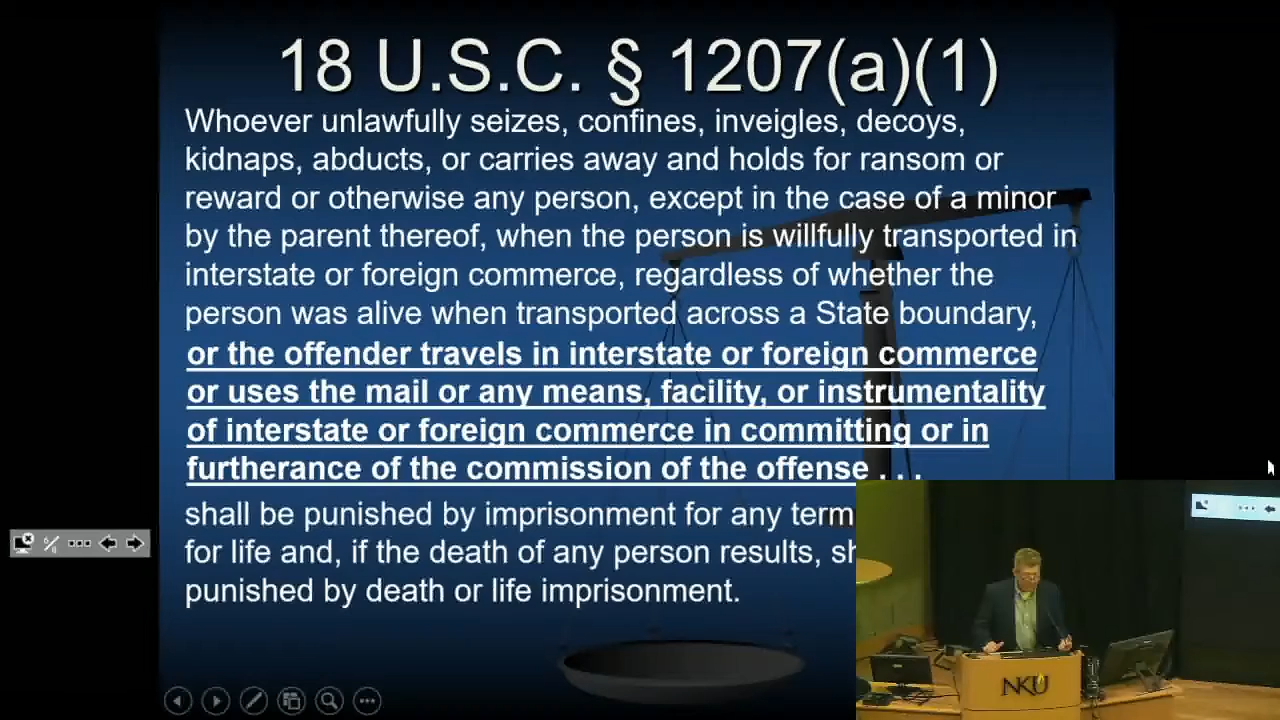 18 U.S.C. § 1207(a)(1)
Whoever unlawfully seizes, confines, inveigles, decoys,
kidnaps, abducts, or carries away and holds for ransom or
reward or otherwise any person, except in the case of a minor
by the parent thereof, when the person is willfully transported in
interstate or foreign commerce, regardless of whether the
person was alive when transported across a State boundary,
or the offender travels in interstate or foreign commerce
or uses the mail or any means, facility, or instrumentality
of interstate or foreign commerce in committing or in
furtherance of the commission of the offense . . .
shall be punished by imprisonment for any term
for life and, if the death of any person results, sh
punished by death or life imprisonment.
NKU